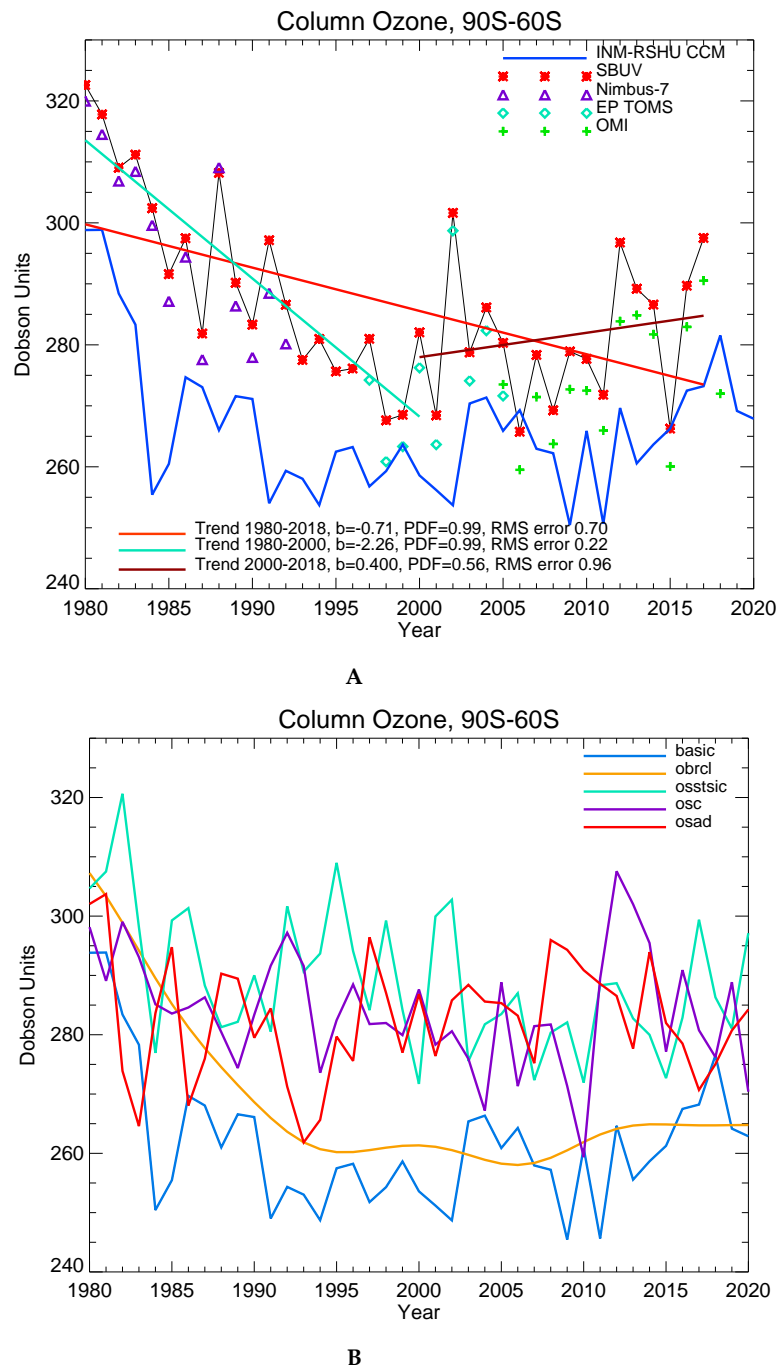 Column Ozone, 90S-60S
INM-RSHU CCM
SBUV
Nimbus-7
EP TOMS
OMI
320
300
280
260
240
Dobson Units
Trend 1980-2018, b=-0.71, PDF=0.99, RMS error 0.70
Trend 1980-2000, b=-2.26, PDF=0.99, RMS error 0.22
Trend 2000-2018, b=0.400, PDF=0.56, RMS error 0.96
1980 1985 1990 1995 2000 2005 2010 2015 2020
Year
A
Column Ozone, 90S-60S
basic
obrcl
osstsic
osc
osad
320
300
280
260
240
Dobson Units
1980 1985 1990 1995 2000 2005 2010 2015 2020
Year
B